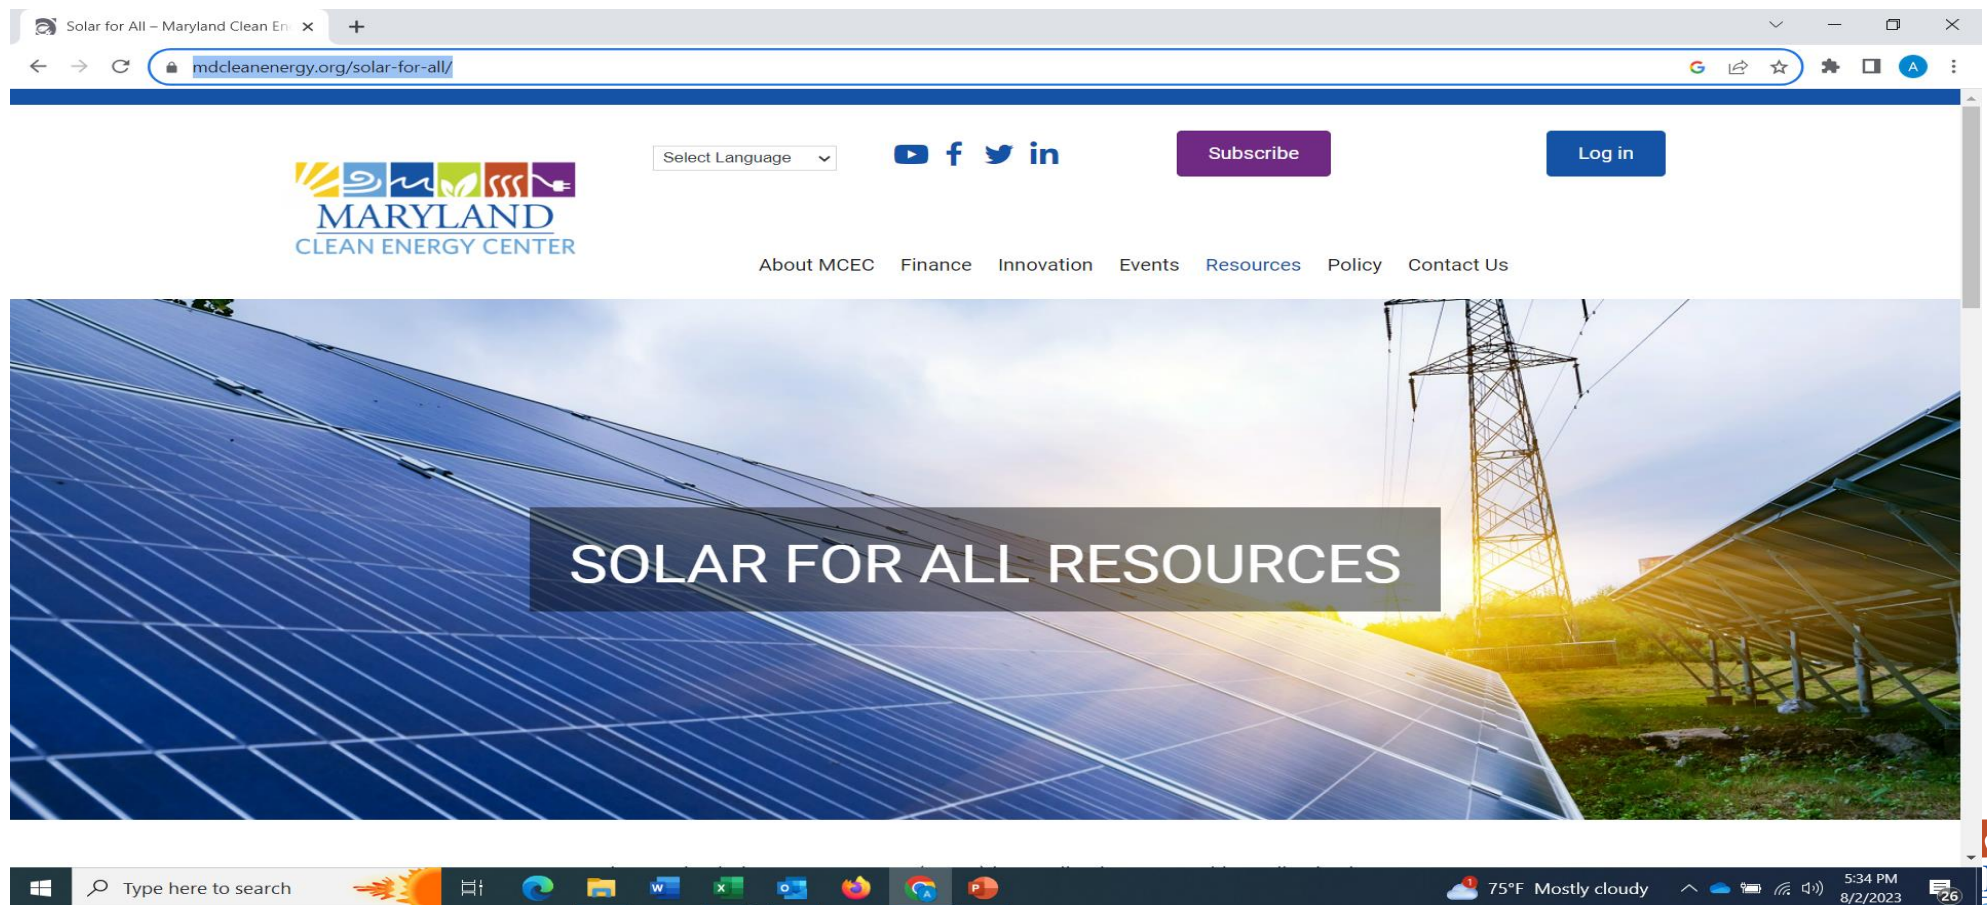 Solar for All – Maryland Clean En
mdcleanenergy.org/solar-for-all/
A
Select Language
Subscribe
Log in
MARYLAND
CLEAN ENERGY CENTER
About MCEC Finance Innovation Events Resources Policy Contact Us
SOLAR FOR ALL RESOURCES
Type here to search
75°F Mostly cloudy
5:34 PM
8/2/2023
26